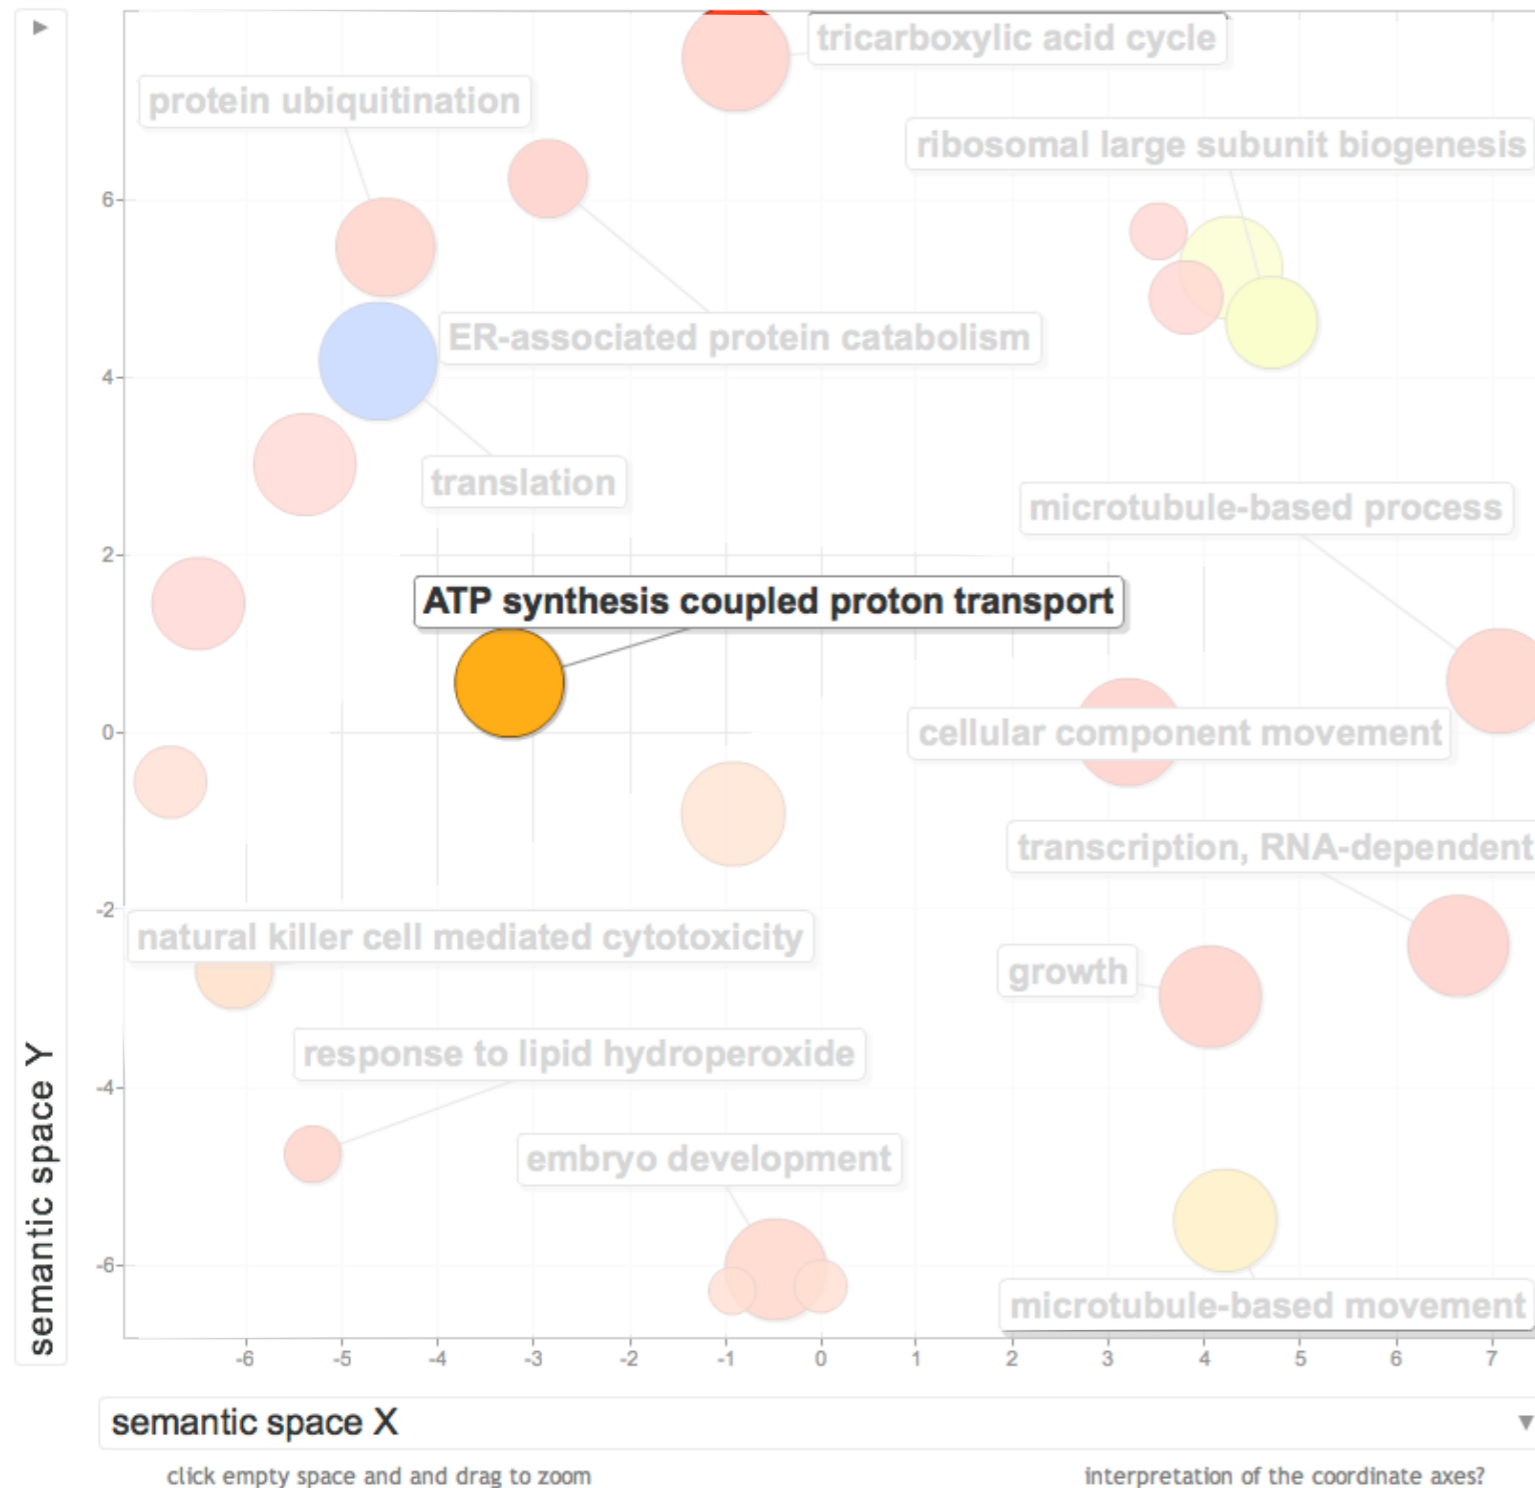 tricarboxylic acid cycle
protein ubiquitination
ribosomal large subunit biogenesis
6
ER-associated protein catabolism
4
translation
microtubule-based process
2
ATP synthesis coupled proton transport
0
cellular component movement
transcription, RNA-dependent
-2
natural killer cell mediated cytotoxicity
growth
response to lipid hydroperoxide
-4
embryo development
-6
microtubule-based movement
semantic space Y
-6 -5 -4 -3 -2 -1 0 1 2 3 4 5 6 7
semantic space X
click empty space and and drag to zoom
interpretation of the coordinate axes?